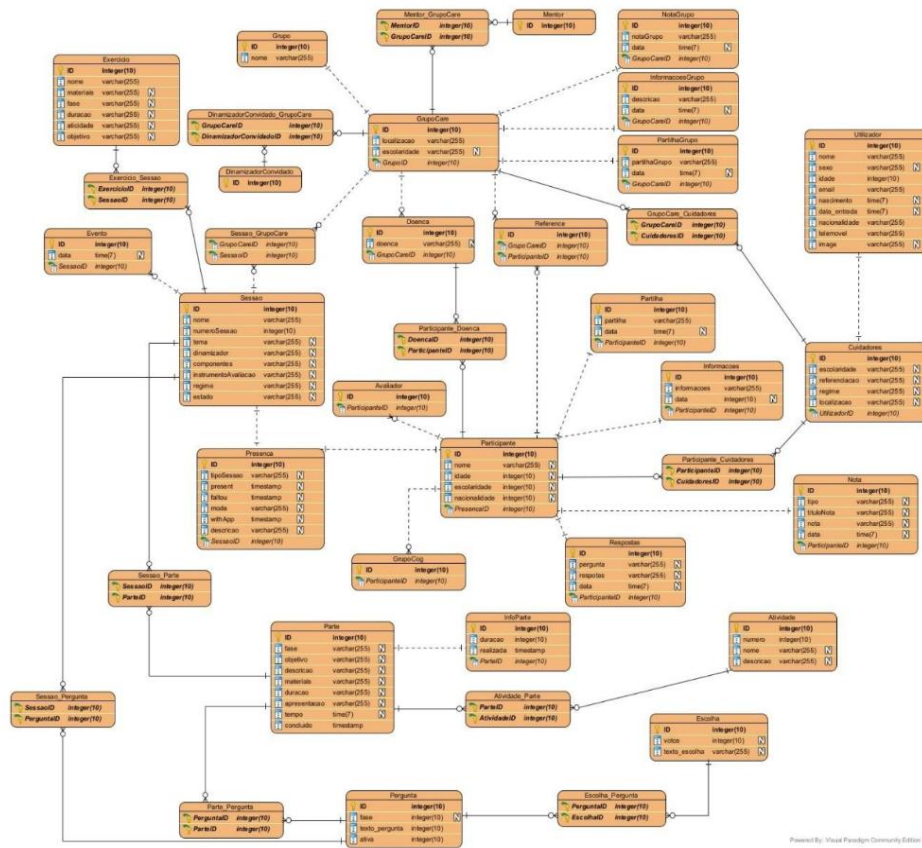 Mentor_GrupoCare
MentorID integer(10)
GrupoCareID integer(10)
Mentor
ID integer(10)
NotaGrupo
ID integer(10)
notaGrupo varchar(255)
data time(7) N
GrupoCareID integer(10)
Grupo
ID integer(10)
nome varchar(255)
Exercicio
ID integer(10)
nome varchar(255)
materiais varchar(255) N
fase varchar(255) N
duracao varchar(255) N
atividade varchar(255) N
objetivo varchar(255) N
InformacoesGrupo
ID integer(10)
descricao varchar(255)
data time(7) N
GrupoCareID integer(10)
DinamizadorConvidado_GrupoCare
GrupoCareID integer(10)
DinamizadorConvidadoID integer(10)
GrupoCare
ID integer(10)
localizacao varchar(255)
escolaridade varchar(255) N
GrupoID integer(10)
PartilhaGrupo
ID integer(10)
partilhaGrupo varchar(255)
data time(7) N
GrupoCareID integer(10)
Utilizador
ID integer(10)
nome varchar(255)
sexo varchar(255) N
idade integer(10)
email varchar(255)
nascimento time(7) N
data_entrada time(7) N
nacionalidade varchar(255)
telemovel varchar(255) N
image varchar(255) N
DinamizadorConvidado
ID integer(10)
Exercicio_Sessao
ExercicioID integer(10)
SessaoID integer(10)
GrupoCare_Cuidadores
GrupoCareID integer(10)
CuidadoresID integer(10)
Evento
ID integer(10)
data time(7) N
SessaoID integer(10)
Sessao_GrupoCare
GrupoCareID integer(10)
SessaoID integer(10)
Doenca
ID integer(10)
doenca varchar(255) N
GrupoCareID integer(10)
Reference
ID integer(10)
GrupoCareID integer(10)
ParticipanteID integer(10)
Sessao
ID integer(10)
nome varchar(255)
numeroSessao integer(10)
tema varchar(255) N
dinamizador varchar(255) N
componentes varchar(255) N
instrumentoAvaliacao varchar(255) N
regime varchar(255) N
estado varchar(255) N
Participante_Doenca
DoencaID integer(10)
ParticipanteID integer(10)
Partilha
ID integer(10)
partilha varchar(255)
data time(7) N
ParticipanteID integer(10)
Cuidadores
ID integer(10)
escolaridade varchar(255) N
referenciacao varchar(255) N
regime varchar(255) N
localizacao varchar(255) N
UtilizadorID integer(10)
Avaliador
ID integer(10)
ParticipanteID integer(10)
Informacoes
ID integer(10)
informacoes varchar(255)
data integer(10) N
ParticipanteID integer(10)
Participante
ID integer(10)
nome varchar(255) N
idade integer(10) N
escolaridade integer(10) N
nacionalidade integer(10) N
PresencaID integer(10)
Presenca
ID integer(10)
tipoSessao varchar(255) N
present timestamp
faltou timestamp
mode varchar(255) N
withApp timestamp
descricao varchar(255) N
SessaoID integer(10)
Participante_Cuidadores
ParticipanteID integer(10)
CuidadoresID integer(10)
Nota
ID integer(10)
tipo varchar(255) N
tituloNota varchar(255) N
nota varchar(255) N
data time(7) N
ParticipanteID integer(10)
GrupoCog
ID integer(10)
ParticipanteID integer(10)
Respostas
ID integer(10)
pergunta varchar(255) N
respotas varchar(255) N
data time(7) N
ParticipanteID integer(10)
Sessao_Parte
SessaoID integer(10)
ParteID integer(10)
Parte
ID integer(10)
fase varchar(255) N
objetivo varchar(255) N
descricao varchar(255) N
materiais varchar(255) N
duracao varchar(255) N
apresentacao varchar(255) N
tempo time(7) N
concluido timestamp
InfoParte
ID integer(10)
duracao integer(10)
realizada timestamp
ParteID integer(10)
Atividade
ID integer(10)
numero integer(10)
nome varchar(255) N
descricao varchar(255) N
Sessao_Pergunta
SessaoID integer(10)
PerguntaID integer(10)
Atividade_Parte
ParteID integer(10)
AtividadeID integer(10)
Escolha
ID integer(10)
votos integer(10) N
texto_escolha varchar(255) N
Parte_Pergunta
PerguntaID integer(10)
ParteID integer(10)
Pergunta
ID integer(10)
fase integer(10) N
texto_pergunta integer(10)
ativa integer(10)
Escolha_Pergunta
PerguntaID integer(10)
EscolhaID integer(10)
Powered By: Visual Paradigm Community Edition